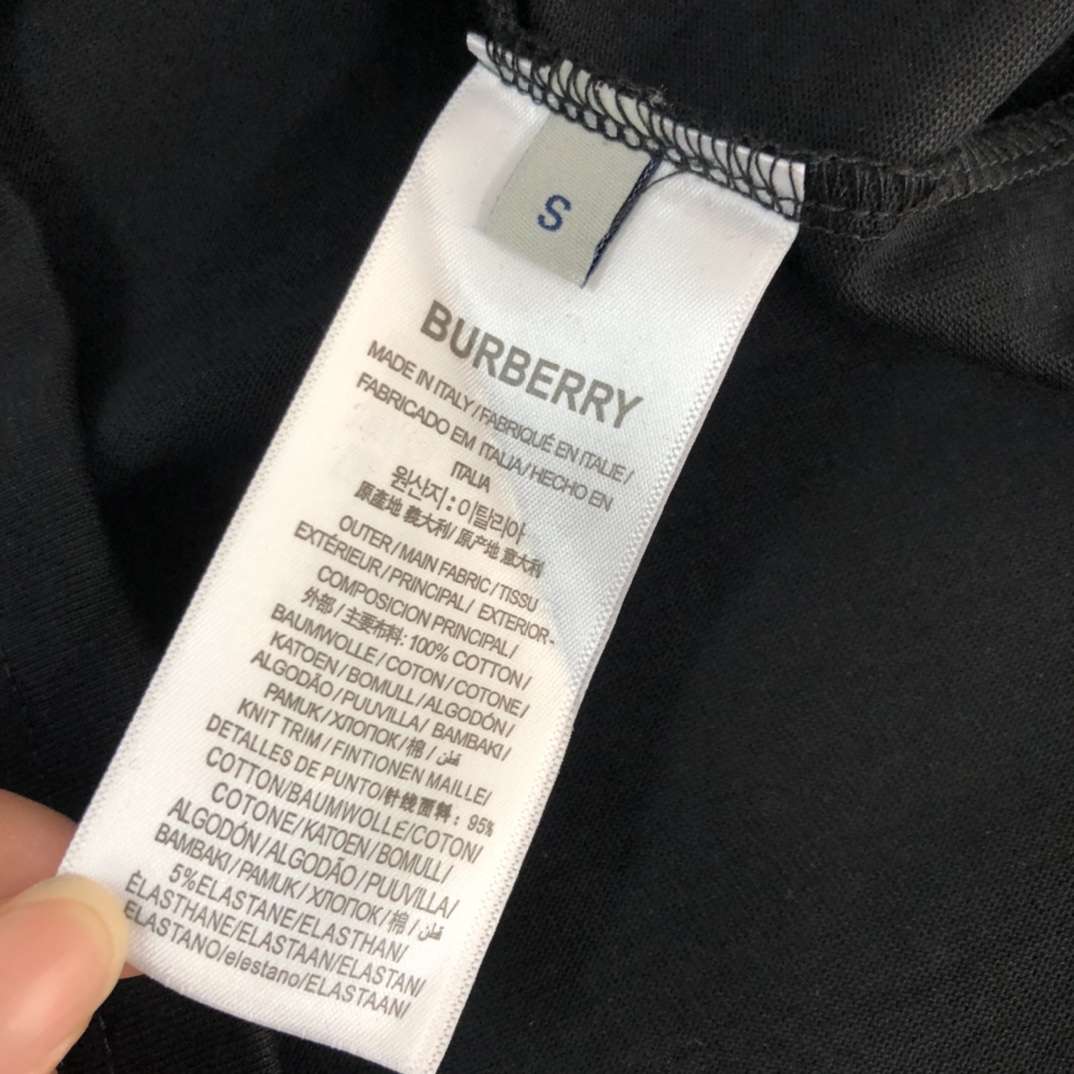 S
BURBERRY
MADE IN ITALY/FABRIQUÉ EN ITALIE/
FABRICADO EM ITALIA/HECHO EN
ITALIA
원산지:이탈리아
原產地 義大利/原产地 意大利
OUTER/MAIN FABRIC/TISSU
EXTÉRIEUR/PRINCIPAL/ EXTERIOR-
COMPOSICION PRINCIPAL/
外部/主要布料: 100% COTTON/
BAUMWOLLE/COTON/COTONE/
KATOEN/BOMULL/ALGODÓN/
ALGODÃO/PUUVILLA/ BAMBAKI/
PAMUK/ХЛОПОК/棉/قطن
KNIT TRIM/FINTIONEN MAILLE/
DETALLES DE PUNTO/针线面料: 95%
COTTON/BAUMWOLLE/COTON/
COTONE/KATOEN/BOMULL/
ALGODÓN/ALGODÃO/PUUVILLA/
BAMBAKI/PAMUK/ХЛОПОК/棉/قطن
5%ELASTANE/ELASTHAN/
ÉLASTHANE/ELASTAAN/ELASTAN/
ELASTANO/elestano/ELASTAAN/